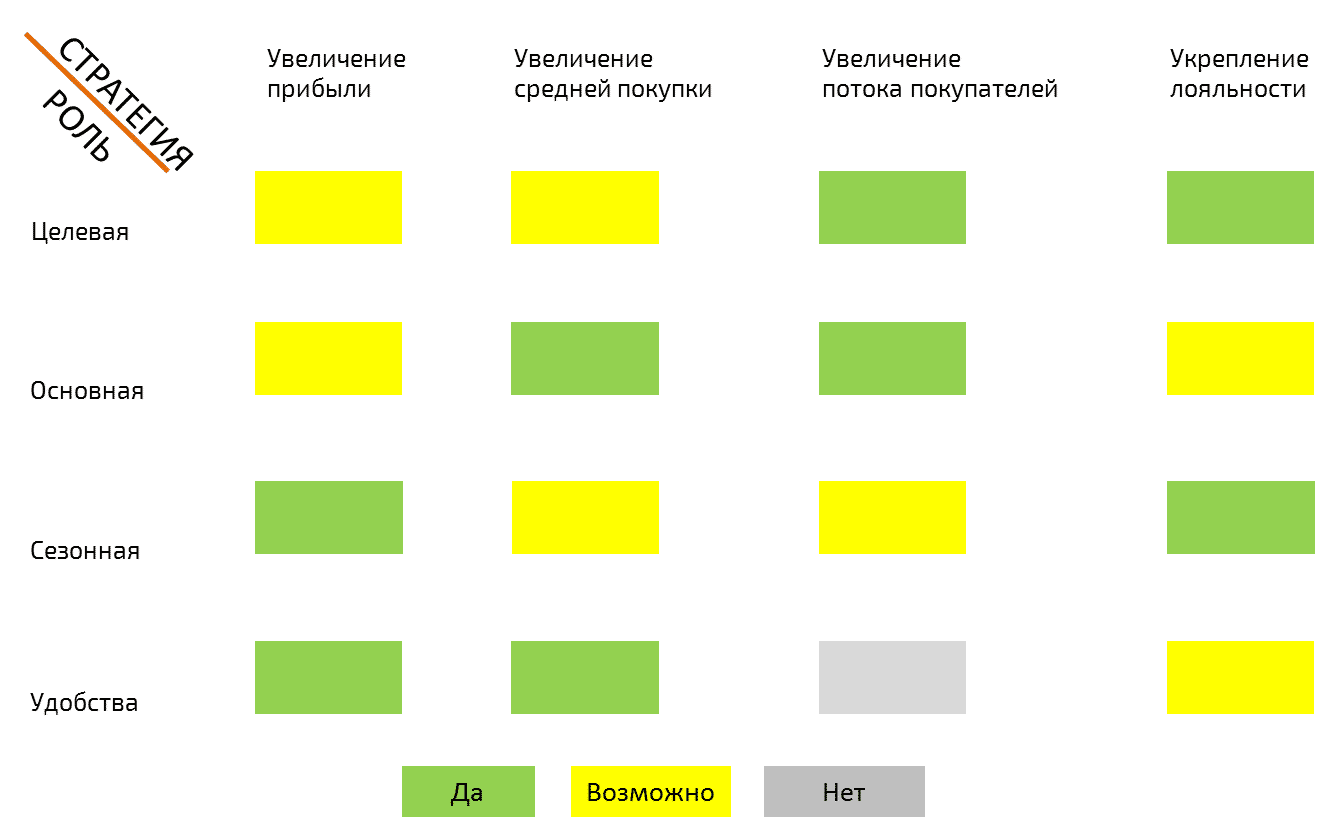 СТРАТЕГИЯ
РОЛЬ
Увеличение
прибыли
Увеличение
средней покупки
Увеличение
потока покупателей
Укрепление
лояльности
Целевая
Основная
Сезонная
Удобства
Да
Возможно
Нет